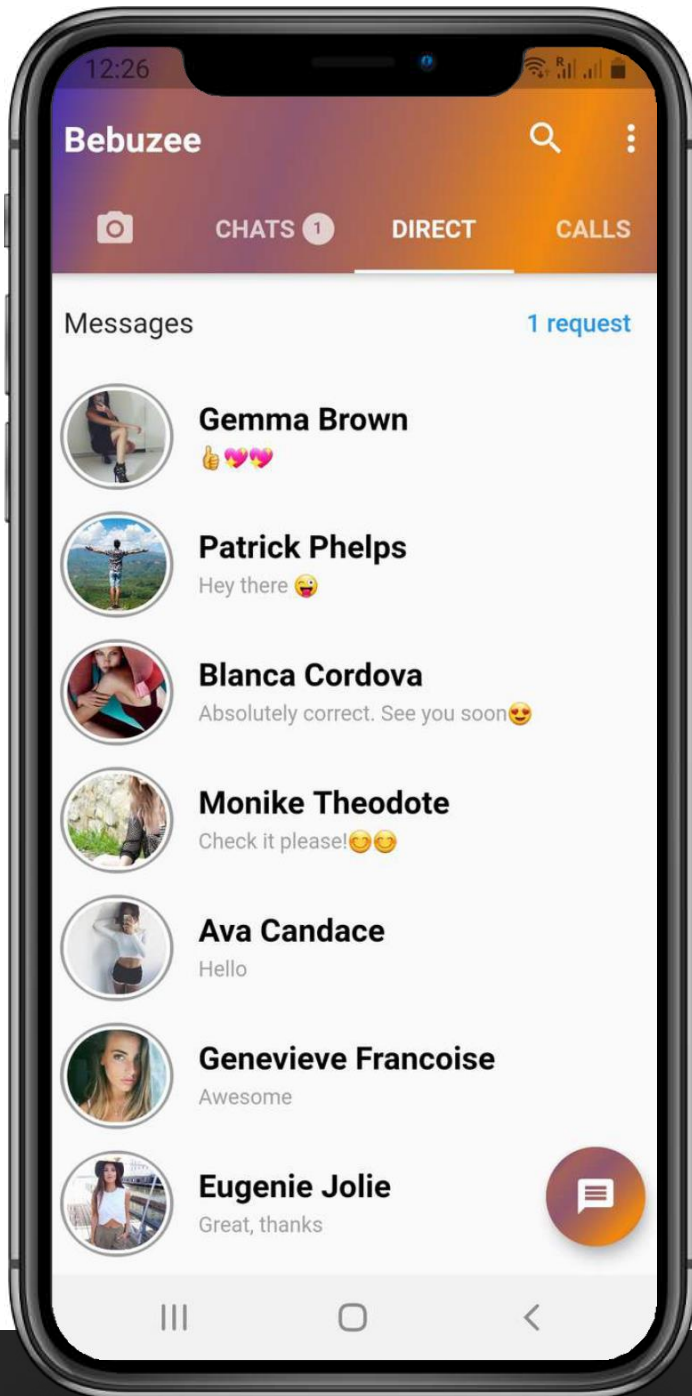 12:26
R
Bebuzee
CHATS 1 DIRECT CALLS
Messages 1 request
Gemma Brown
👍💖💖
Patrick Phelps
Hey there 😜
Blanca Cordova
Absolutely correct. See you soon😍
Monike Theodote
Check it please!😊😊
Ava Candace
Hello
Genevieve Francoise
Awesome
Eugenie Jolie
Great, thanks